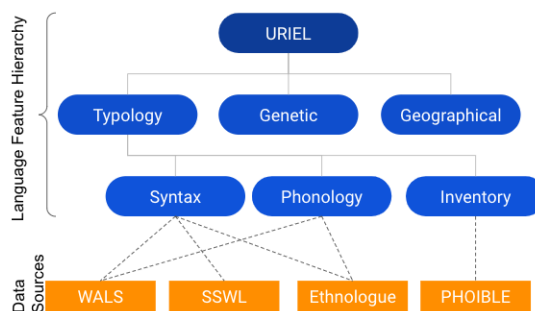 Language Feature Hierarchy
URIEL
Typology
Genetic
Geographical
Syntax
Phonology
Inventory
Data
Sources
WALS
SSWL
Ethnologue
PHOIBLE